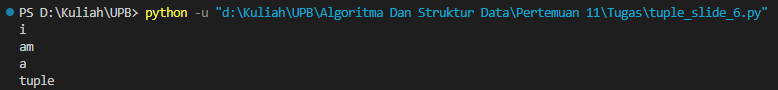 PS D:\Kuliah\UPB> python -u "d:\Kuliah\UPB\Algoritma Dan Struktur Data\Pertemuan 11\Tugas\tuple_slide_6.py"
i
am
a
tuple